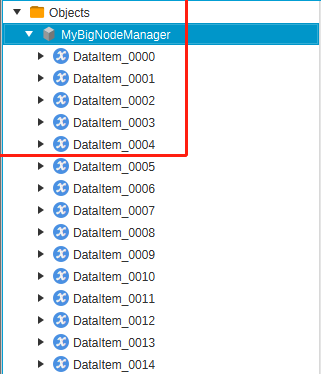 Objects
MyBigNodeManager
DataItem_0000
DataItem_0001
DataItem_0002
DataItem_0003
DataItem_0004
DataItem_0005
DataItem_0006
DataItem_0007
DataItem_0008
DataItem_0009
DataItem_0010
DataItem_0011
DataItem_0012
DataItem_0013
DataItem_0014